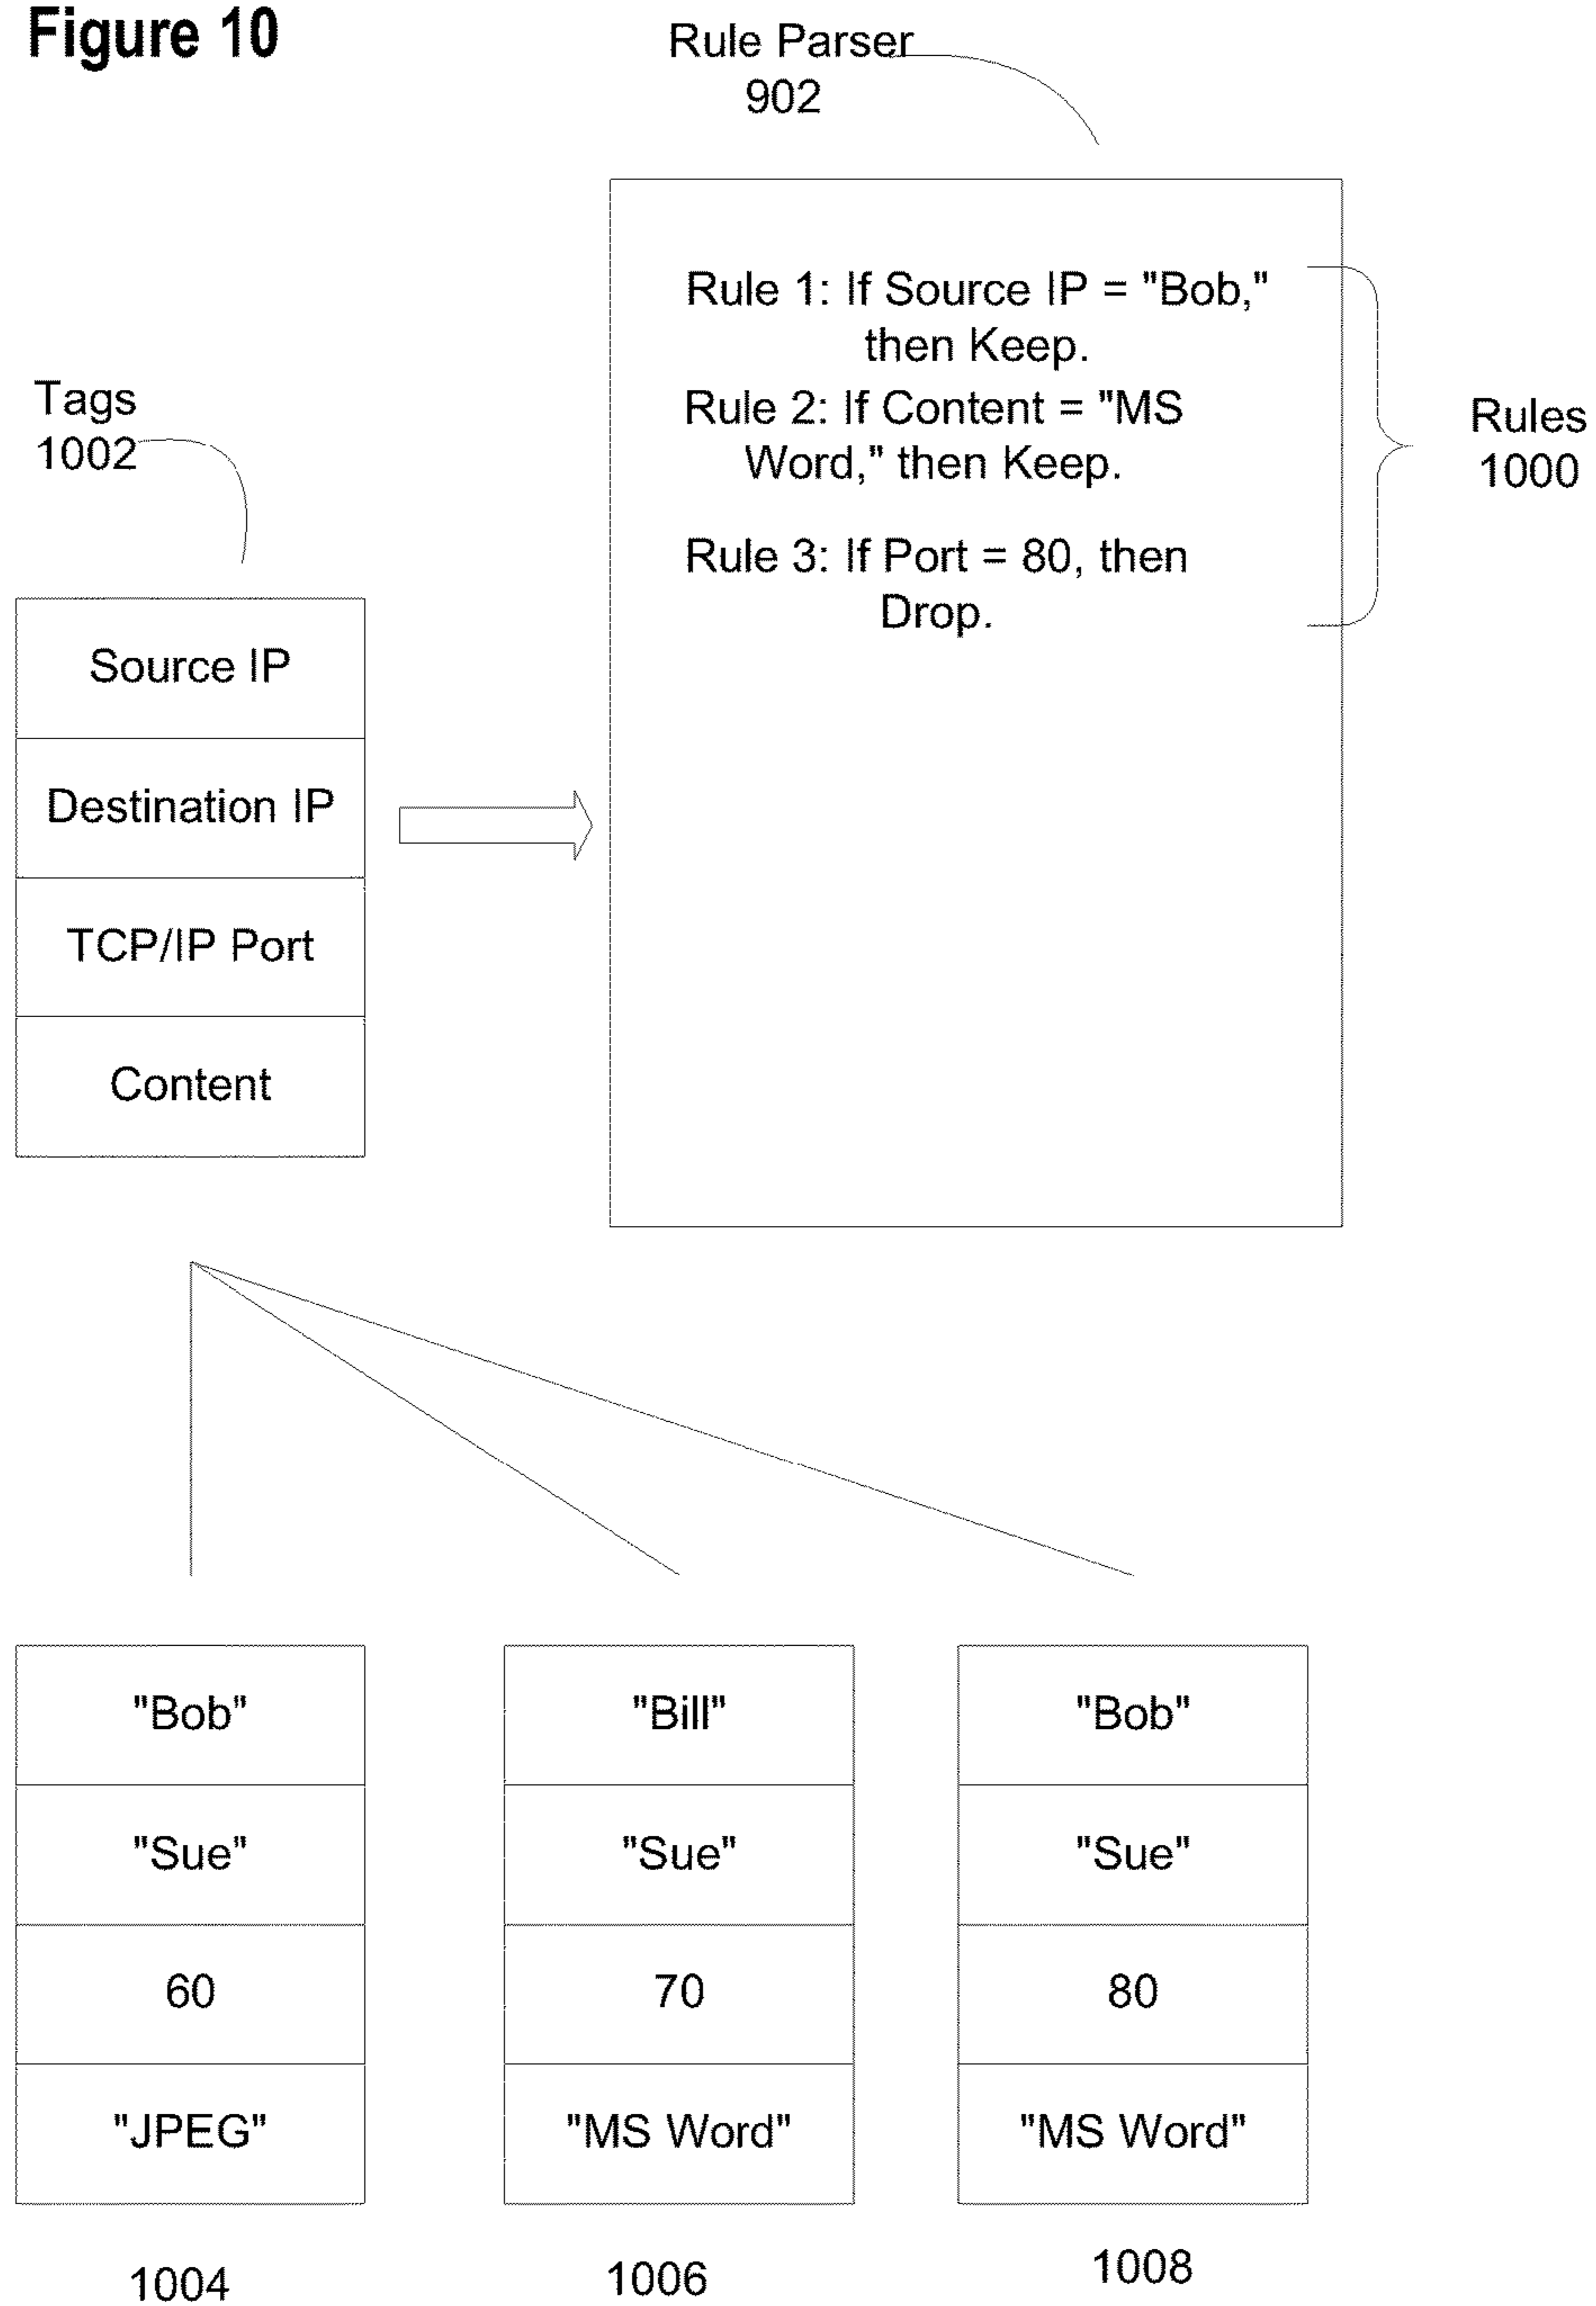 Figure 10
Rule Parser
902
Rule 1: If Source IP = "Bob,"
then Keep.
Rule 2: If Content = "MS
Word," then Keep.
Rule 3: If Port = 80, then
Drop.
Rules
1000
Tags
1002
Source IP
Destination IP
TCP/IP Port
Content
"Bob"
"Sue"
60
"JPEG"
1004
"Bill"
"Sue"
70
"MS Word"
1006
"Bob"
"Sue"
80
"MS Word"
1008